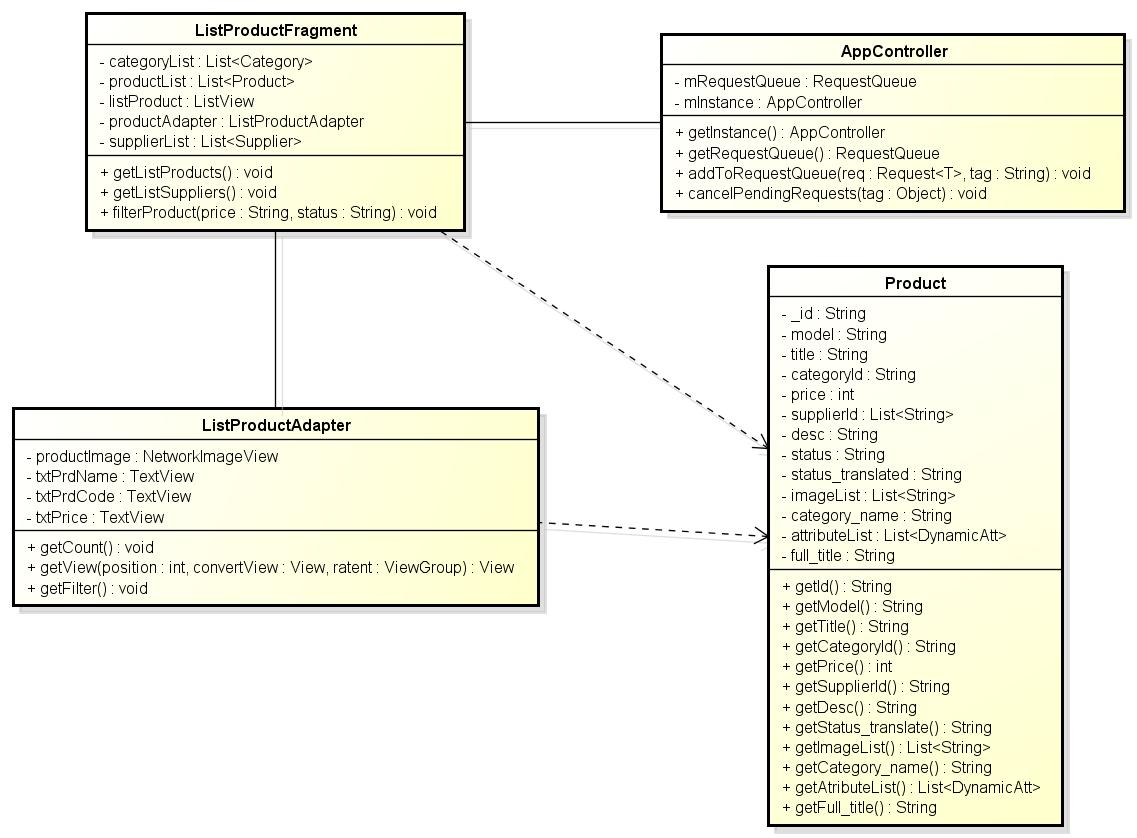 ListProductFragment
- categoryList : List<Category>
- productList : List<Product>
- listProduct : ListView
- productAdapter : ListProductAdapter
- supplierList : List<Supplier>
+ getListProducts() : void
+ getListSuppliers() : void
+ filterProduct(price : String, status : String) : void
AppController
- mRequestQueue : RequestQueue
- mInstance : AppController
+ getInstance() : AppController
+ getRequestQueue() : RequestQueue
+ addToRequestQueue(req : Request<T>, tag : String) : void
+ cancelPendingRequests(tag : Object) : void
ListProductAdapter
- productImage : NetworkImageView
- txtPrdName : TextView
- txtPrdCode : TextView
- txtPrice : TextView
+ getCount() : void
+ getView(position : int, convertView : View, ratent : ViewGroup) : View
+ getFilter() : void
Product
- _id : String
- model : String
- title : String
- categoryId : String
- price : int
- supplierId : List<String>
- desc : String
- status : String
- status_translated : String
- imageList : List<String>
- category_name : String
- attributeList : List<DynamicAtt>
- full_title : String
+ getId() : String
+ getModel() : String
+ getTitle() : String
+ getCategoryId() : String
+ getPrice() : int
+ getSupplierId() : String
+ getDesc() : String
+ getStatus_translate() : String
+ getImageList() : List<String>
+ getCategory_name() : String
+ getAtributeList() : List<DynamicAtt>
+ getFull_title() : String